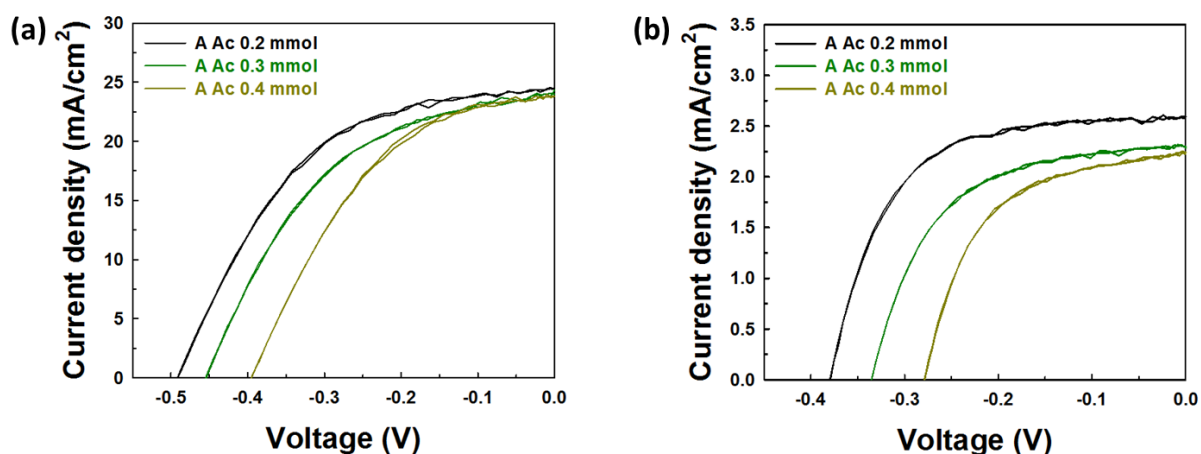 (a)
Current density (mA/cm²)
30
25
20
15
10
5
0
A Ac 0.2 mmol
A Ac 0.3 mmol
A Ac 0.4 mmol
-0.5 -0.4 -0.3 -0.2 -0.1 0.0
Voltage (V)
(b)
Current density (mA/cm²)
3.5
3.0
2.5
2.0
1.5
1.0
0.5
0.0
A Ac 0.2 mmol
A Ac 0.3 mmol
A Ac 0.4 mmol
-0.4 -0.3 -0.2 -0.1 0.0
Voltage (V)